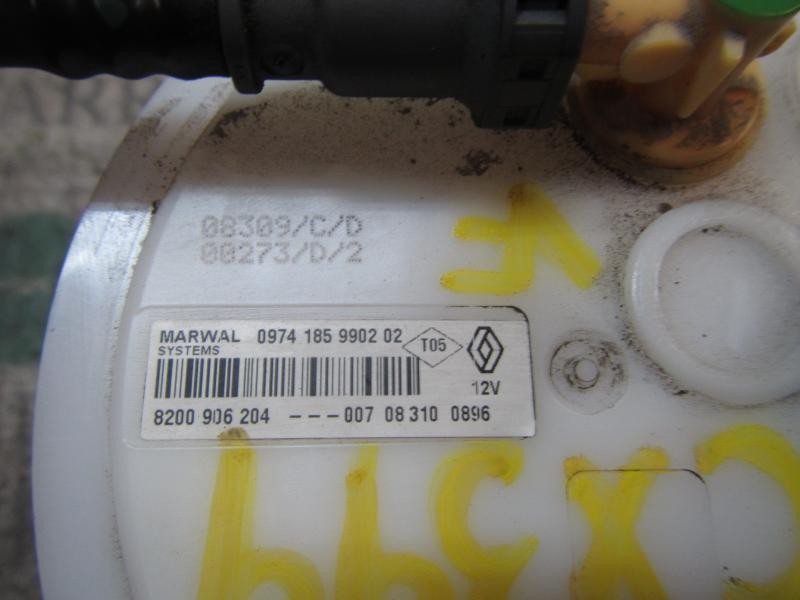 08309/C/D
00273/D/2
MARWAL 0974 185 9902 02
SYSTEMS
T05
12V
8200 906 204 ---007 08 310 0896